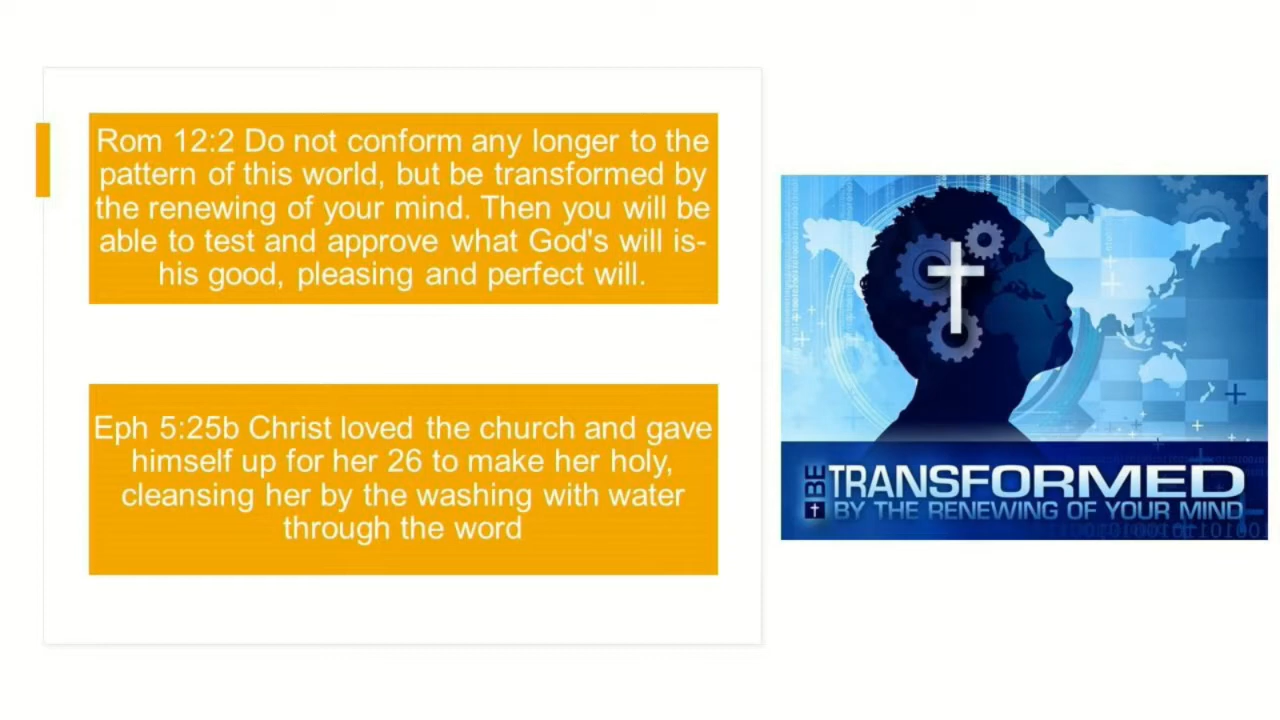 Rom 12:2 Do not conform any longer to the
pattern of this world, but be transformed by
the renewing of your mind. Then you will be
able to test and approve what God's will is-
his good, pleasing and perfect will.
Eph 5:25b Christ loved the church and gave
himself up for her 26 to make her holy,
cleansing her by the washing with water
through the word
BE
TRANSFORMED
BY THE RENEWING OF YOUR MIND